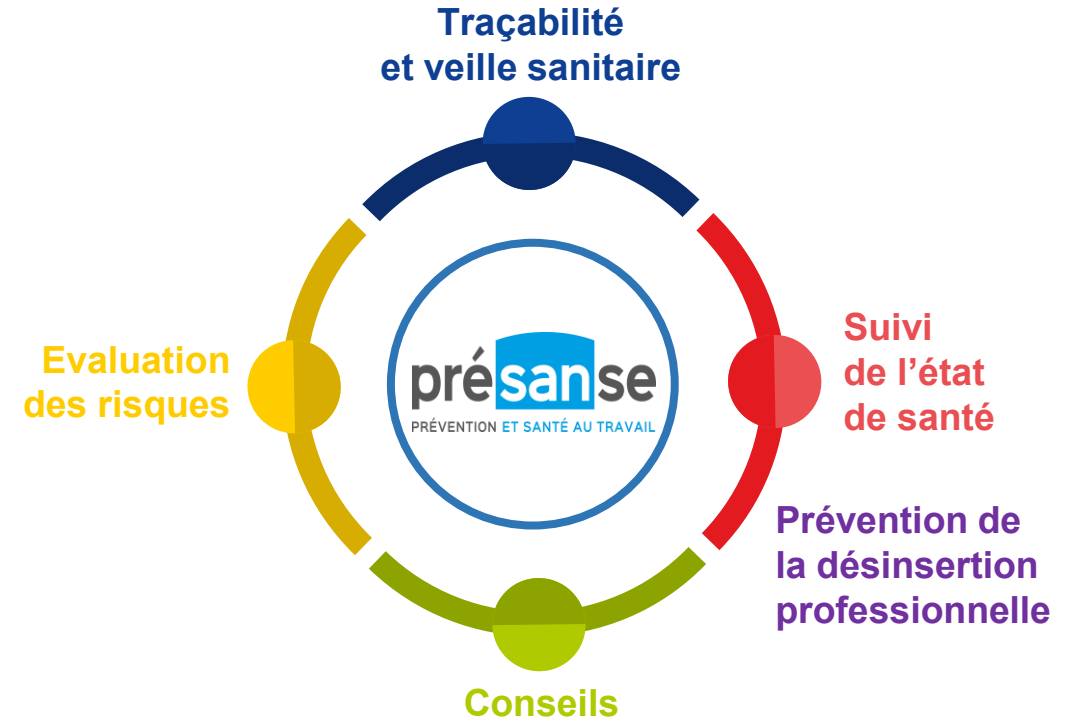 Traçabilité
et veille sanitaire
Evaluation
des risques
présanse
PRÉVENTION ET SANTÉ AU TRAVAIL
Suivi
de l’état
de santé
Prévention de
la désinsertion
professionnelle
Conseils